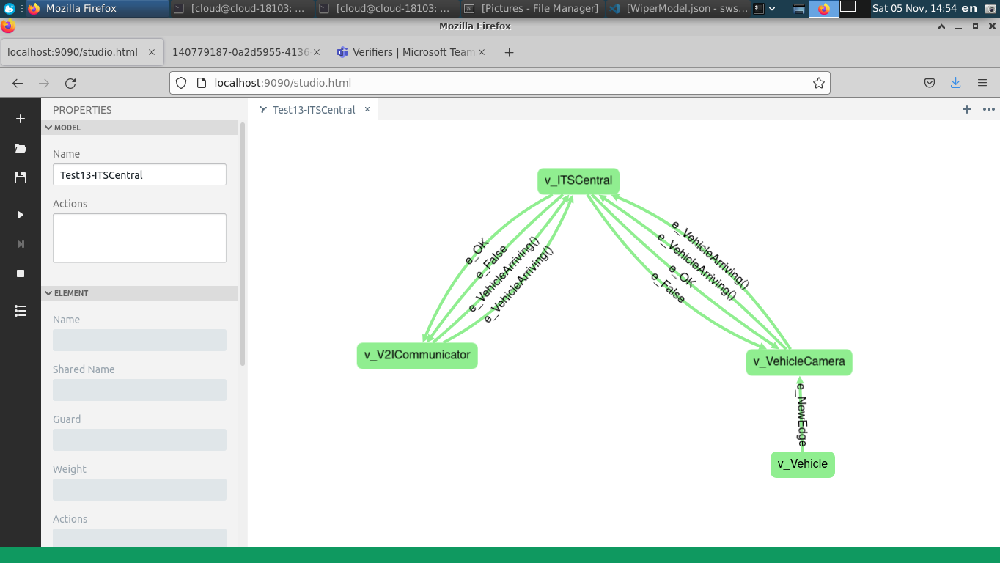 Mozilla Firefox
[cloud@cloud-18103: ...
[cloud@cloud-18103: ...
[Pictures - File Manager]
[WiperModel.json - sws...
Sat 05 Nov, 14:54 en
Mozilla Firefox
localhost:9090/studio.html
140779187-0a2d5955-4136
Verifiers | Microsoft Team
localhost:9090/studio.html
PROPERTIES
MODEL
Name
Test13-ITSCentral
Actions
ELEMENT
Name
Shared Name
Guard
Weight
Actions
Test13-ITSCentral
v_ITSCentral
e_OK
e_False
e_VehicleArriving()
e_VehicleArriving()
e_VehicleArriving()
e_VehicleArriving()
e_OK
e_False
v_V2ICommunicator
v_VehicleCamera
e_NewEdge
v_Vehicle